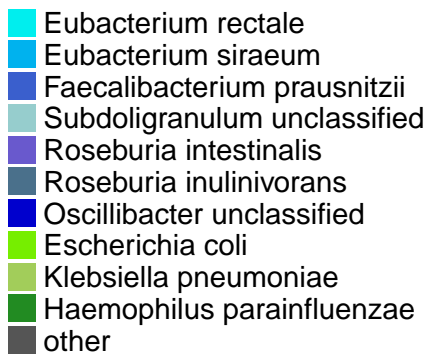 Eubacterium rectale
Eubacterium siraeum
Faecalibacterium prausnitzii
Subdoligranulum unclassified
Roseburia intestinalis
Roseburia inulinivorans
Oscillibacter unclassified
Escherichia coli
Klebsiella pneumoniae
Haemophilus parainfluenzae
other